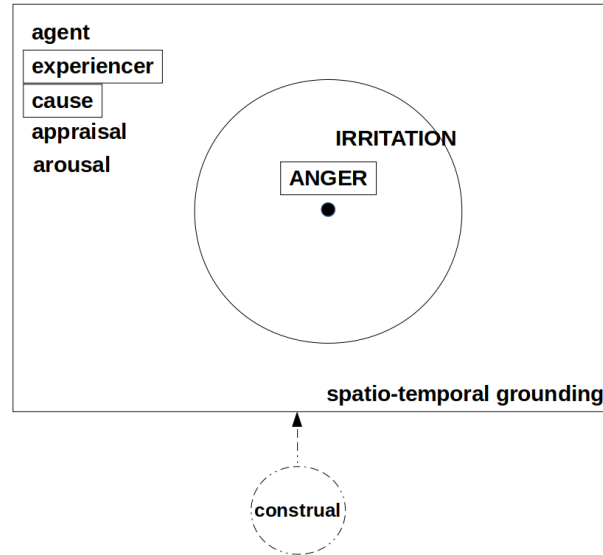 agent
experiencer
cause
appraisal
arousal
IRRITATION
ANGER
spatio-temporal grounding
construal